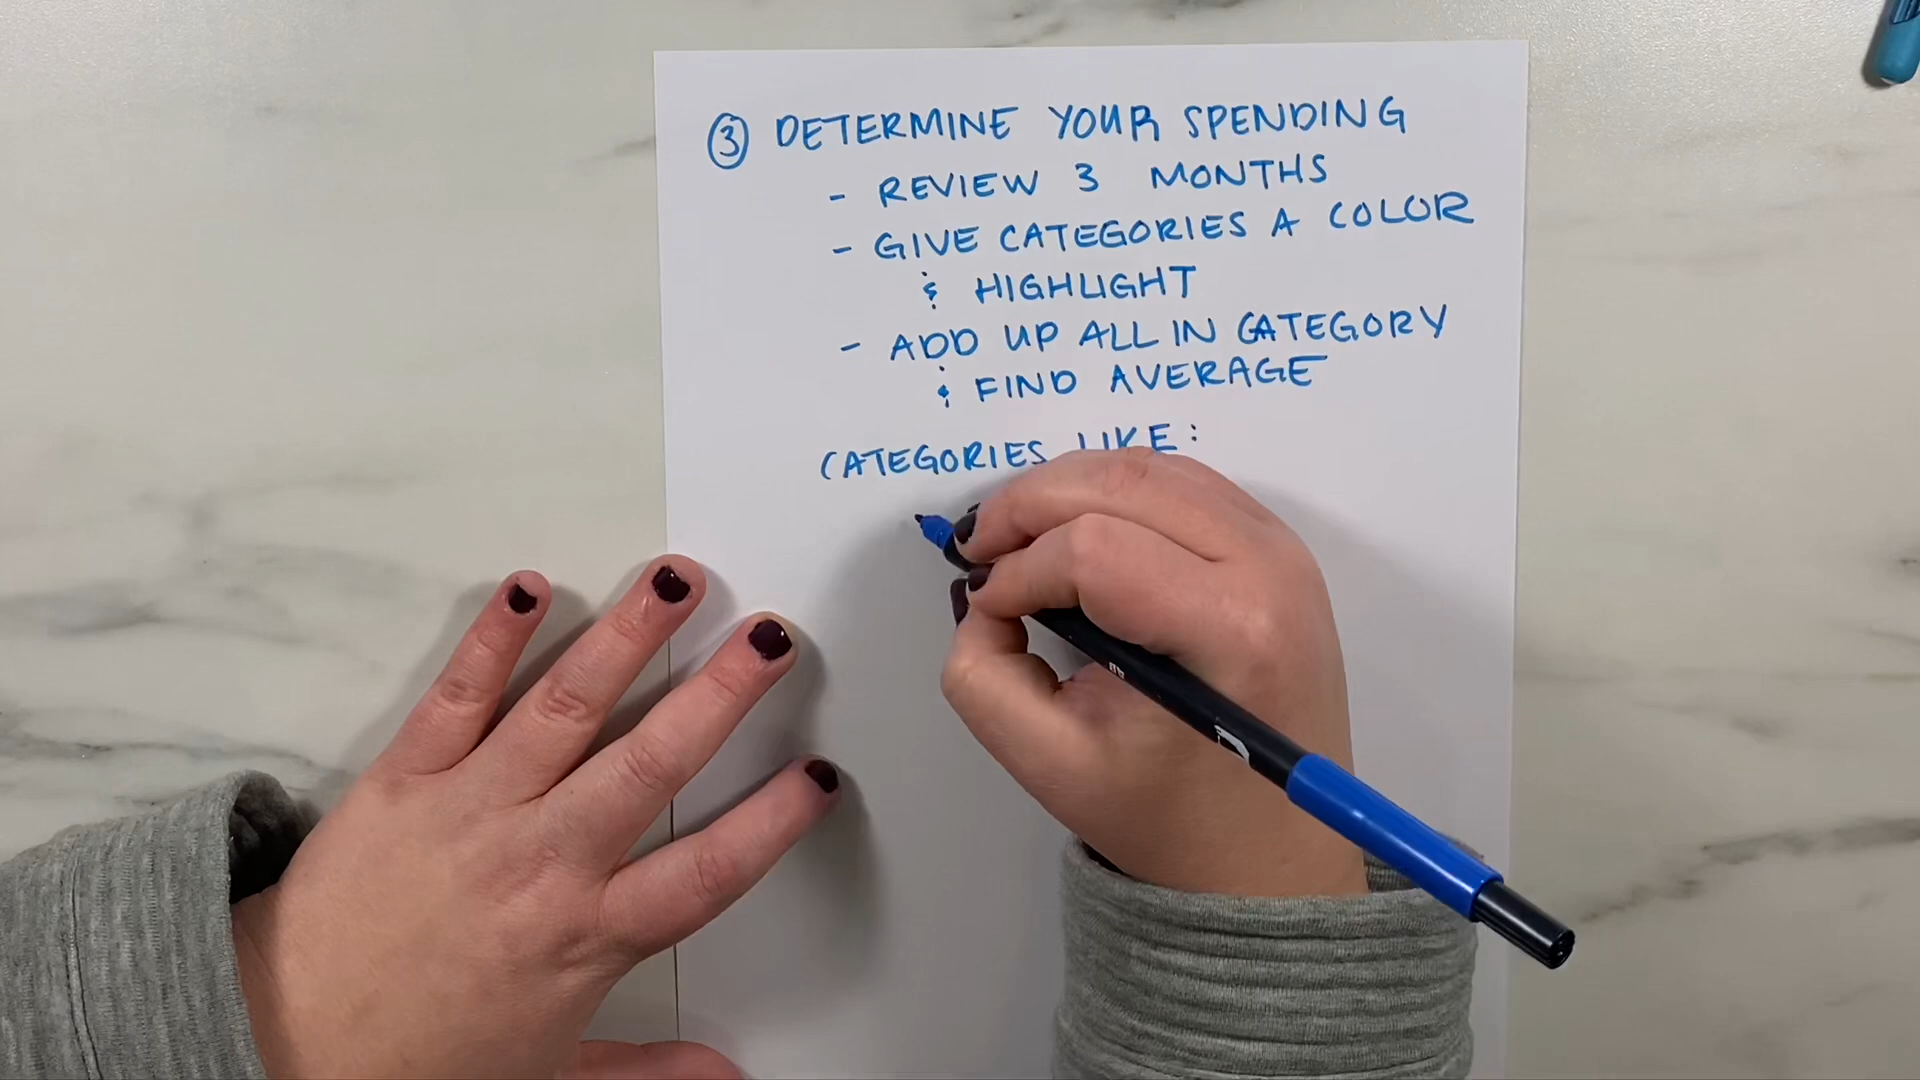 ③ DETERMINE YOUR SPENDING
- REVIEW 3 MONTHS
- GIVE CATEGORIES A COLOR
& HIGHLIGHT
- ADD UP ALL IN CATEGORY
& FIND AVERAGE
CATEGORIES LIKE: